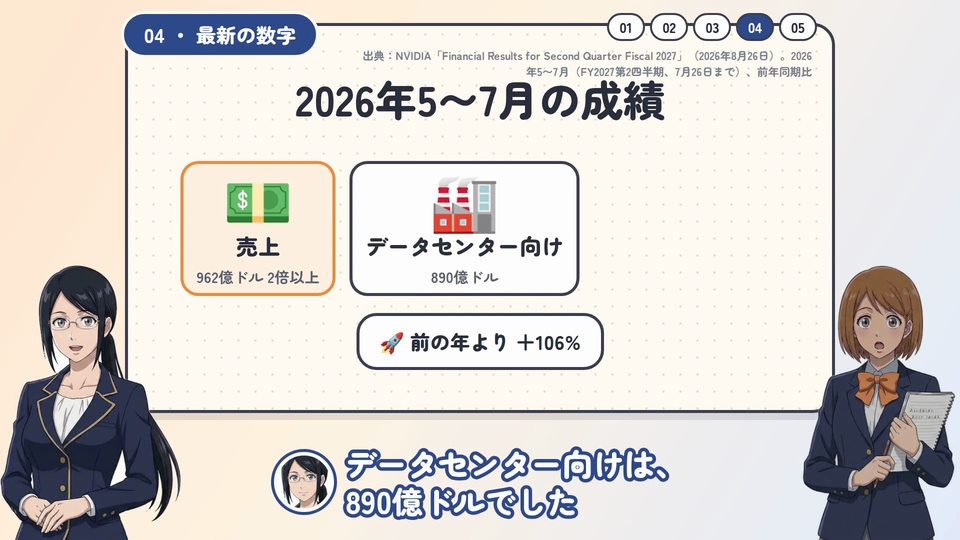 04 ・ 最新の数字
01 02 03 04 05
出典：NVIDIA「Financial Results for Second Quarter Fiscal 2027」（2026年8月26日）。2026
年5〜7月（FY2027第2四半期、7月26日まで）、前年同期比
2026年5〜7月の成績
売上
962億ドル 2倍以上
データセンター向け
890億ドル
前の年より ＋106%
データセンター向けは、
890億ドルでした